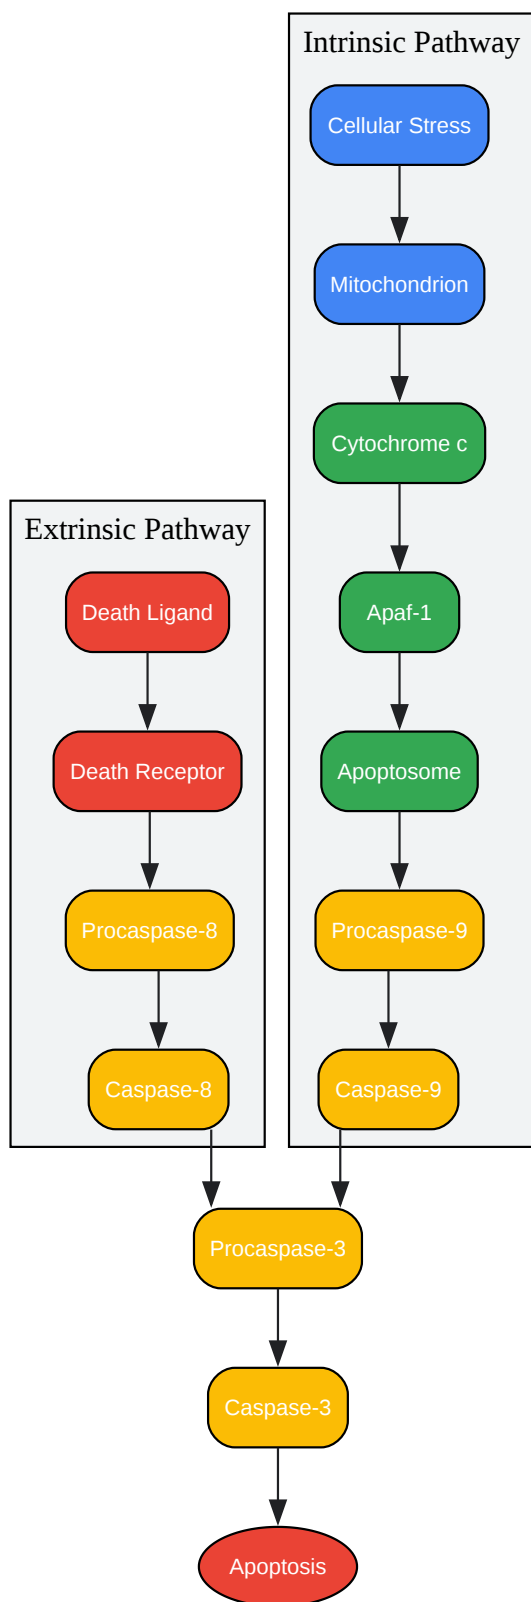 Intrinsic Pathway
Cellular Stress
Mitochondrion
Cytochrome c
Apaf-1
Apoptosome
Procaspase-9
Caspase-9
Extrinsic Pathway
Death Ligand
Death Receptor
Procaspase-8
Caspase-8
Procaspase-3
Caspase-3
Apoptosis